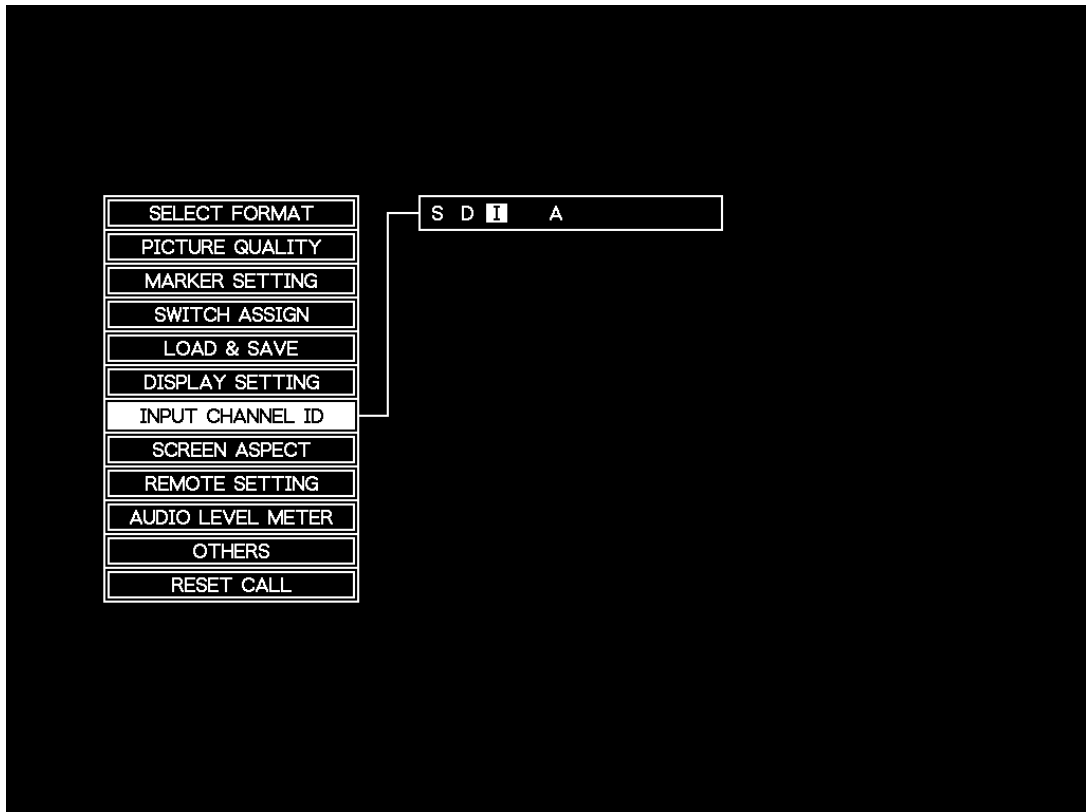 SELECT FORMAT
PICTURE QUALITY
MARKER SETTING
SWITCH ASSIGN
LOAD & SAVE
DISPLAY SETTING
INPUT CHANNEL ID
SCREEN ASPECT
REMOTE SETTING
AUDIO LEVEL METER
OTHERS
RESET CALL
SDI A